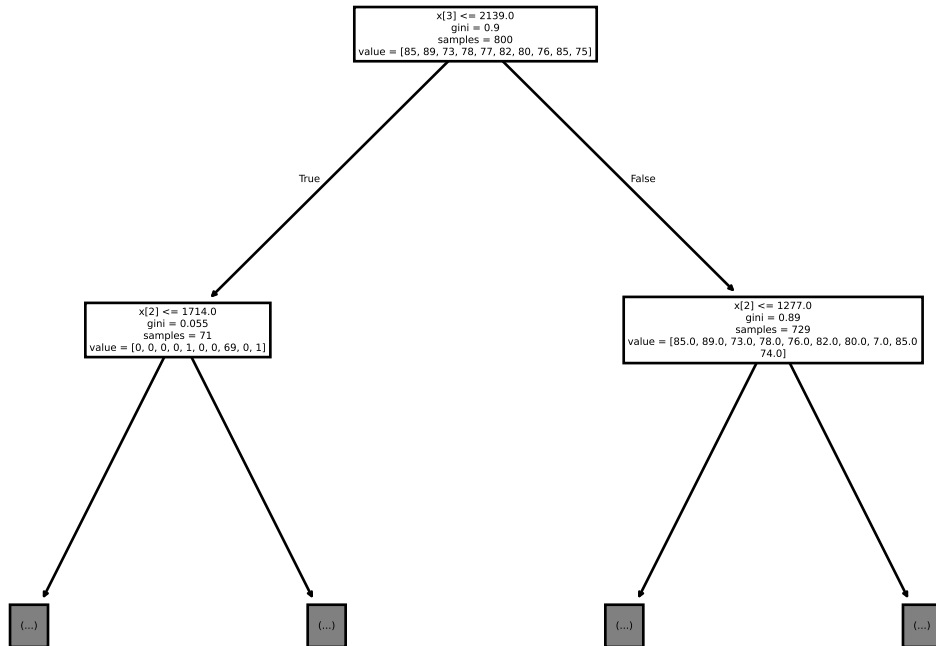 x[3] <= 2139.0
gini = 0.9
samples = 800
value = [85, 89, 73, 78, 77, 82, 80, 76, 85, 75]
True
False
x[2] <= 1714.0
gini = 0.055
samples = 71
value = [0, 0, 0, 0, 1, 0, 0, 69, 0, 1]
x[2] <= 1277.0
gini = 0.89
samples = 729
value = [85.0, 89.0, 73.0, 78.0, 76.0, 82.0, 80.0, 7.0, 85.0
74.0]
(...)
(...)
(...)
(...)